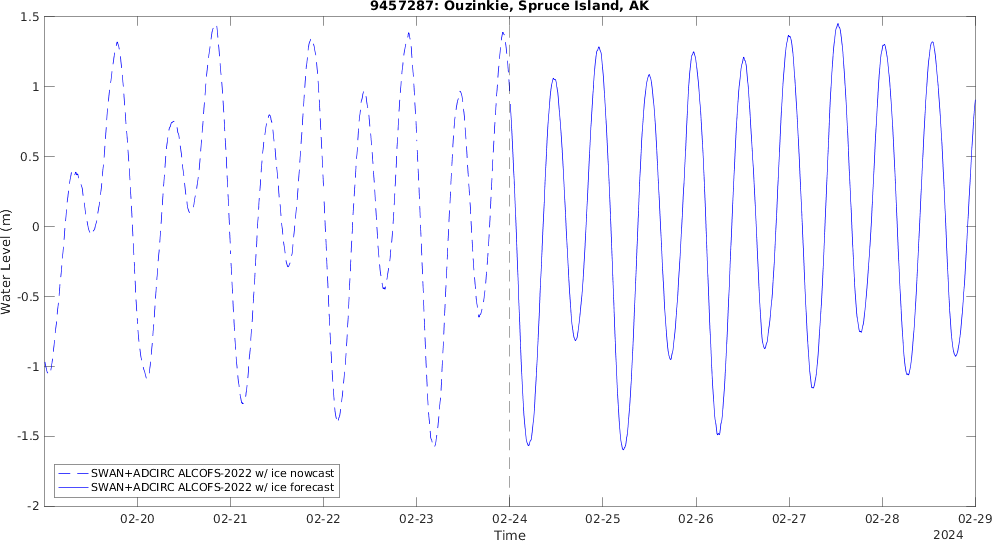 9457287: Ouzinkie, Spruce Island, AK
1.5
1
0.5
0
-0.5
-1
-1.5
-2
Water Level (m)
SWAN+ADCIRC ALCOFS-2022 w/ ice nowcast
SWAN+ADCIRC ALCOFS-2022 w/ ice forecast
02-20 02-21 02-22 02-23 02-24 02-25 02-26 02-27 02-28 02-29
Time
2024